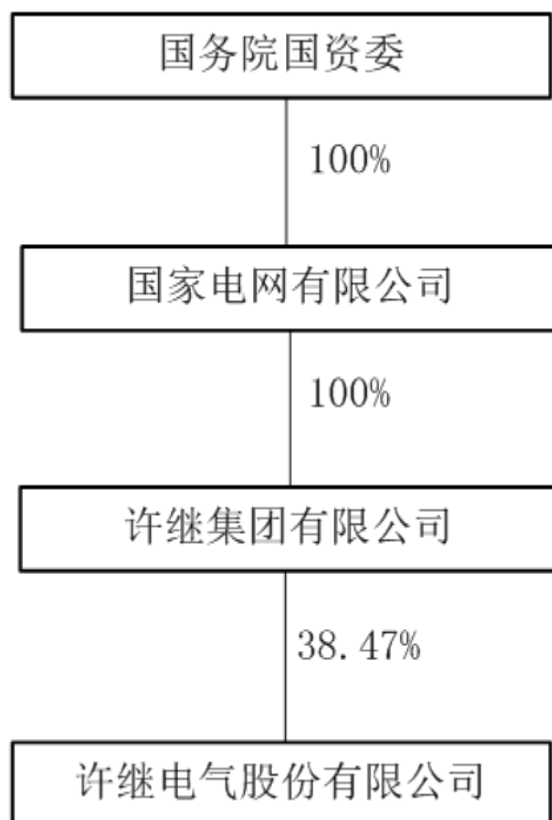 国务院国资委
100%
国家电网有限公司
100%
许继集团有限公司
38.47%
许继电气股份有限公司